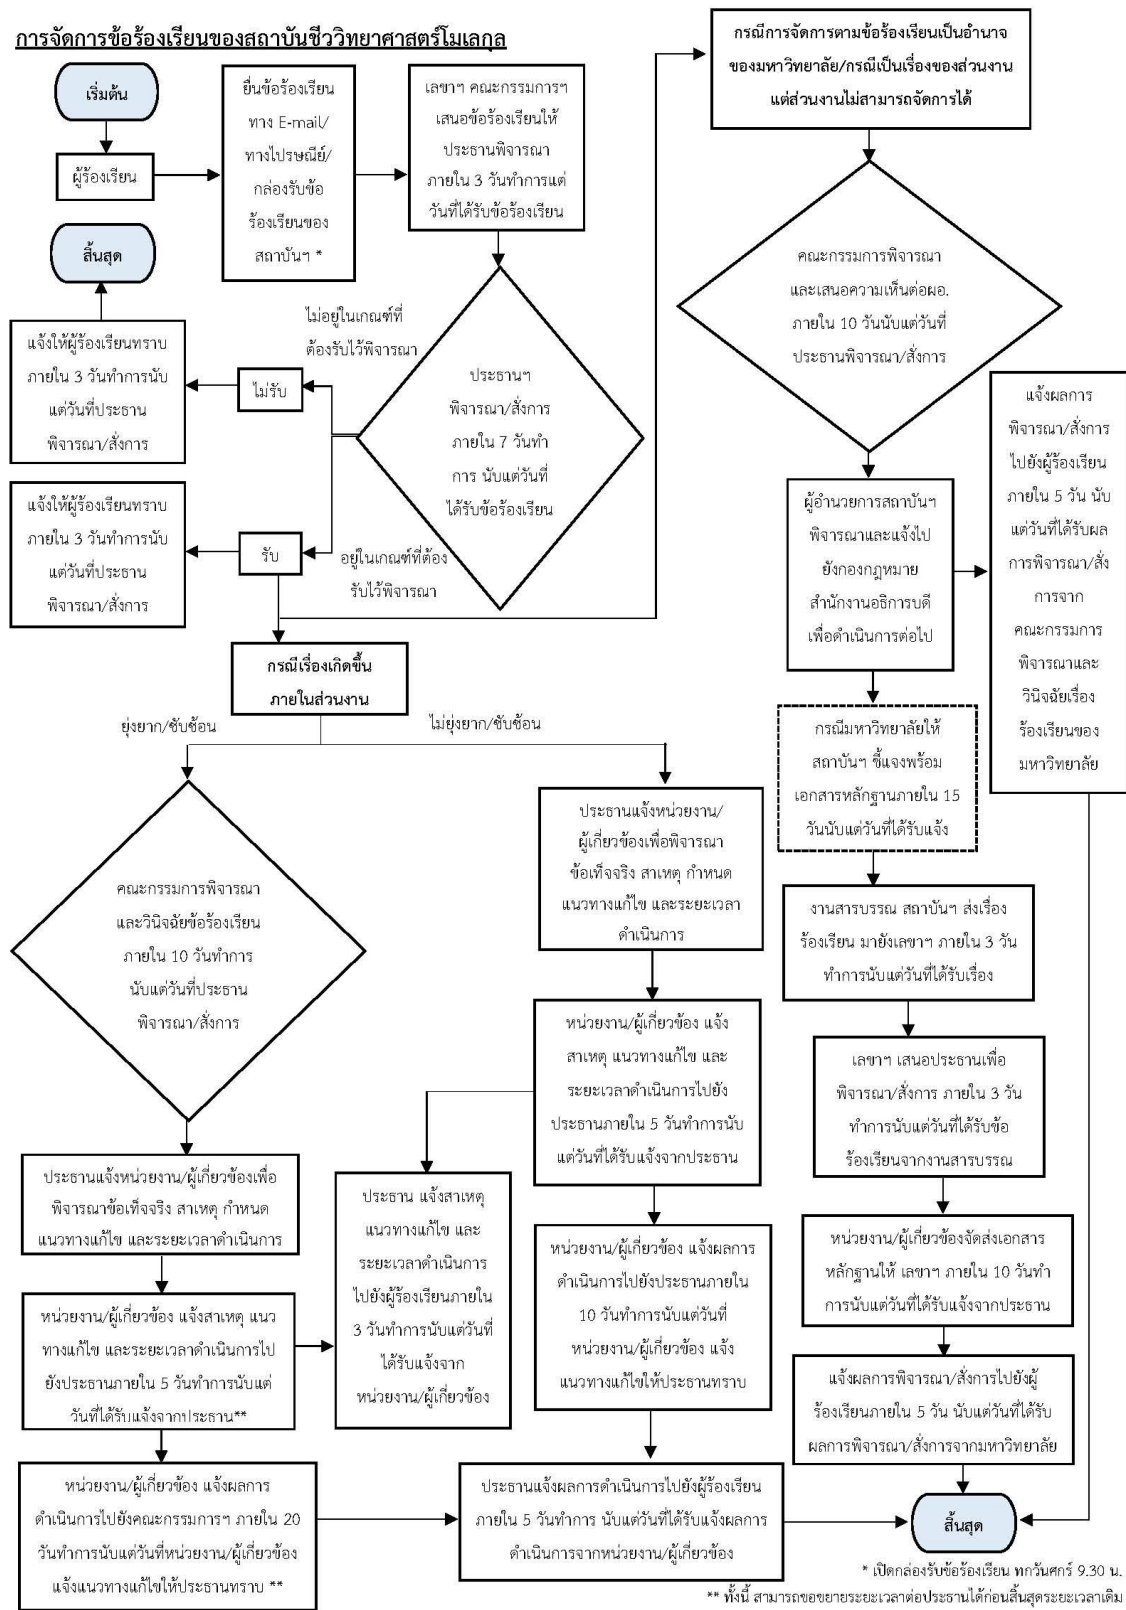 การจัดการข้อร้องเรียนของสถาบันชีววิทยาศาสตร์โมเลกุล
เริ่มต้น
ผู้ร้องเรียน
ยื่นข้อร้องเรียน
ทาง E-mail/
ทางไปรษณีย์/
กล่องรับข้อ
ร้องเรียนของ
สถาบันฯ *
เลขาฯ คณะกรรมการฯ
เสนอข้อร้องเรียนให้
ประธานพิจารณา
ภายใน 3 วันทำการแต่
วันที่ได้รับข้อร้องเรียน
ประธานฯ
พิจารณา/สั่งการ
ภายใน 7 วันทำ
การ นับแต่วันที่
ได้รับข้อร้องเรียน
ไม่อยู่ในเกณฑ์ที่
ต้องรับไว้พิจารณา
ไม่รับ
แจ้งให้ผู้ร้องเรียนทราบ
ภายใน 3 วันทำการนับ
แต่วันที่ประธาน
พิจารณา/สั่งการ
สิ้นสุด
รับ
อยู่ในเกณฑ์ที่ต้อง
รับไว้พิจารณา
แจ้งให้ผู้ร้องเรียนทราบ
ภายใน 3 วันทำการนับ
แต่วันที่ประธาน
พิจารณา/สั่งการ
กรณีเรื่องเกิดขึ้น
ภายในส่วนงาน
ยุ่งยาก/ซับซ้อน
ไม่ยุ่งยาก/ซับซ้อน
คณะกรรมการพิจารณา
และวินิจฉัยข้อร้องเรียน
ภายใน 10 วันทำการ
นับแต่วันที่ประธาน
พิจารณา/สั่งการ
ประธานแจ้งหน่วยงาน/ผู้เกี่ยวข้องเพื่อ
พิจารณาข้อเท็จจริง สาเหตุ กำหนด
แนวทางแก้ไข และระยะเวลาดำเนินการ
หน่วยงาน/ผู้เกี่ยวข้อง แจ้งสาเหตุ แนว
ทางแก้ไข และระยะเวลาดำเนินการไป
ยังประธานภายใน 5 วันทำการนับแต่
วันที่ได้รับแจ้งจากประธาน**
หน่วยงาน/ผู้เกี่ยวข้อง แจ้งผลการ
ดำเนินการไปยังคณะกรรมการฯ ภายใน 20
วันทำการนับแต่วันที่หน่วยงาน/ผู้เกี่ยวข้อง
แจ้งแนวทางแก้ไขให้ประธานทราบ **
ประธาน แจ้งสาเหตุ
แนวทางแก้ไข และ
ระยะเวลาดำเนินการ
ไปยังผู้ร้องเรียนภายใน
3 วันทำการนับแต่วันที่
ได้รับแจ้งจาก
หน่วยงาน/ผู้เกี่ยวข้อง
ประธานแจ้งหน่วยงาน/
ผู้เกี่ยวข้องเพื่อพิจารณา
ข้อเท็จจริง สาเหตุ กำหนด
แนวทางแก้ไข และระยะเวลา
ดำเนินการ
หน่วยงาน/ผู้เกี่ยวข้อง แจ้ง
สาเหตุ แนวทางแก้ไข และ
ระยะเวลาดำเนินการไปยัง
ประธานภายใน 5 วันทำการนับ
แต่วันที่ได้รับแจ้งจากประธาน
หน่วยงาน/ผู้เกี่ยวข้อง แจ้งผลการ
ดำเนินการไปยังประธานภายใน
10 วันทำการนับแต่วันที่
หน่วยงาน/ผู้เกี่ยวข้อง แจ้ง
แนวทางแก้ไขให้ประธานทราบ
ประธานแจ้งผลการดำเนินการไปยังผู้ร้องเรียน
ภายใน 5 วันทำการ นับแต่วันที่ได้รับแจ้งผลการ
ดำเนินการจากหน่วยงาน/ผู้เกี่ยวข้อง
กรณีการจัดการตามข้อร้องเรียนเป็นอำนาจ
ของมหาวิทยาลัย/กรณีเป็นเรื่องของส่วนงาน
แต่ส่วนงานไม่สามารถจัดการได้
คณะกรรมการพิจารณา
และเสนอความเห็นต่อผอ.
ภายใน 10 วันนับแต่วันที่
ประธานพิจารณา/สั่งการ
ผู้อำนวยการสถาบันฯ
พิจารณาและแจ้งไป
ยังกองกฎหมาย
สำนักงานอธิการบดี
เพื่อดำเนินการต่อไป
แจ้งผลการ
พิจารณา/สั่งการ
ไปยังผู้ร้องเรียน
ภายใน 5 วัน นับ
แต่วันที่ได้รับผล
การพิจารณา/สั่ง
การจาก
คณะกรรมการ
พิจารณาและ
วินิจฉัยเรื่อง
ร้องเรียนของ
มหาวิทยาลัย
กรณีมหาวิทยาลัยให้
สถาบันฯ ชี้แจงพร้อม
เอกสารหลักฐานภายใน 15
วันนับแต่วันที่ได้รับแจ้ง
งานสารบรรณ สถาบันฯ ส่งเรื่อง
ร้องเรียน มายังเลขาฯ ภายใน 3 วัน
ทำการนับแต่วันที่ได้รับเรื่อง
เลขาฯ เสนอประธานเพื่อ
พิจารณา/สั่งการ ภายใน 3 วัน
ทำการนับแต่วันที่ได้รับข้อ
ร้องเรียนจากงานสารบรรณ
หน่วยงาน/ผู้เกี่ยวข้องจัดส่งเอกสาร
หลักฐานให้ เลขาฯ ภายใน 10 วันทำ
การนับแต่วันที่ได้รับแจ้งจากประธาน
แจ้งผลการพิจารณา/สั่งการไปยังผู้
ร้องเรียนภายใน 5 วัน นับแต่วันที่ได้รับ
ผลการพิจารณา/สั่งการจากมหาวิทยาลัย
สิ้นสุด
* เปิดกล่องรับข้อร้องเรียน ทุกวันศุกร์ 9.30 น.
** ทั้งนี้ สามารถขอขยายระยะเวลาต่อประธานได้ก่อนสิ้นสุดระยะเวลาเดิม